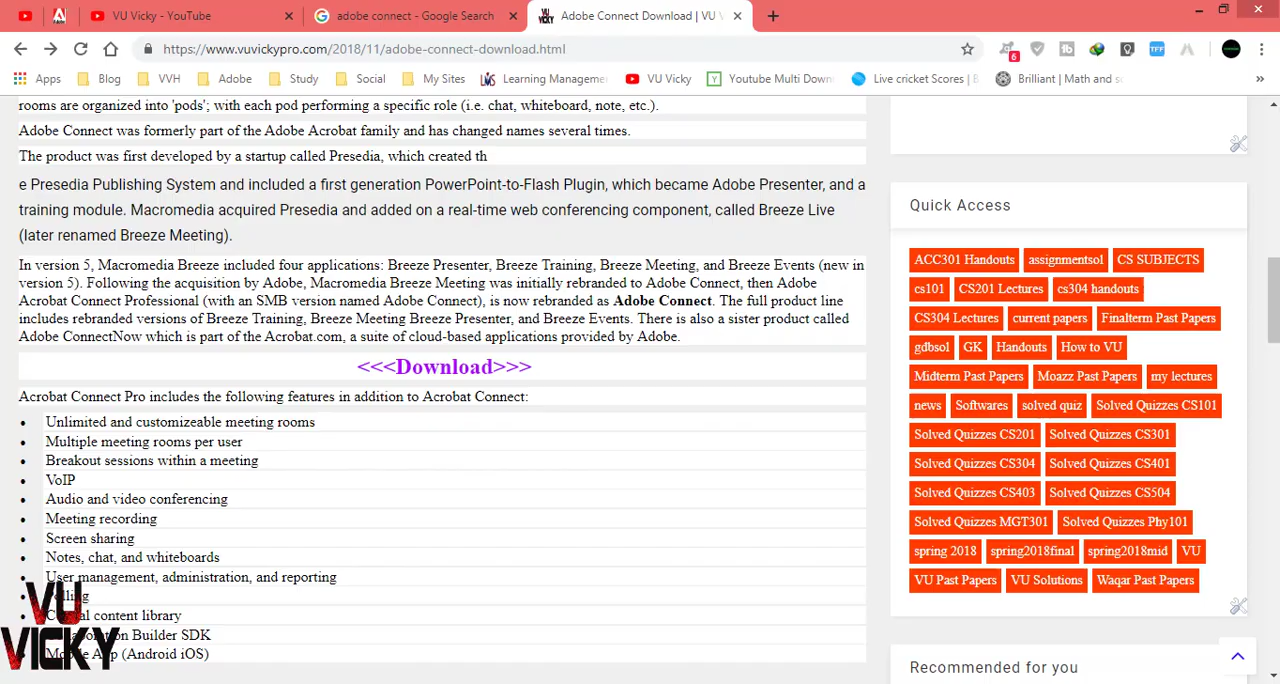 VU Vicky - YouTube
adobe connect - Google Search
Adobe Connect Download | VU V
https://www.vuvickypro.com/2018/11/adobe-connect-download.html
6
TFF
Apps
Blog
VVH
Adobe
Study
Social
My Sites
Learning Manageme
VU Vicky
Youtube Multi Down
Live cricket Scores | B
Brilliant | Math and sc
»
rooms are organized into 'pods'; with each pod performing a specific role (i.e. chat, whiteboard, note, etc.).
Adobe Connect was formerly part of the Adobe Acrobat family and has changed names several times.
The product was first developed by a startup called Presedia, which created th
e Presedia Publishing System and included a first generation PowerPoint-to-Flash Plugin, which became Adobe Presenter, and a
training module. Macromedia acquired Presedia and added on a real-time web conferencing component, called Breeze Live
(later renamed Breeze Meeting).
In version 5, Macromedia Breeze included four applications: Breeze Presenter, Breeze Training, Breeze Meeting, and Breeze Events (new in
version 5). Following the acquisition by Adobe, Macromedia Breeze Meeting was initially rebranded to Adobe Connect, then Adobe
Acrobat Connect Professional (with an SMB version named Adobe Connect), is now rebranded as Adobe Connect. The full product line
includes rebranded versions of Breeze Training, Breeze Meeting Breeze Presenter, and Breeze Events. There is also a sister product called
Adobe ConnectNow which is part of the Acrobat.com, a suite of cloud-based applications provided by Adobe.
<<<Download>>>
Acrobat Connect Pro includes the following features in addition to Acrobat Connect:
Unlimited and customizeable meeting rooms
Multiple meeting rooms per user
Breakout sessions within a meeting
VoIP
Audio and video conferencing
Meeting recording
Screen sharing
Notes, chat, and whiteboards
User management, administration, and reporting
content library
Builder SDK
App (Android iOS)
VU
VICKY
Quick Access
ACC301 Handouts assignmentsol CS SUBJECTS
cs101 CS201 Lectures cs304 handouts
CS304 Lectures current papers Finalterm Past Papers
gdbsol GK Handouts How to VU
Midterm Past Papers Moazz Past Papers my lectures
news Softwares solved quiz Solved Quizzes CS101
Solved Quizzes CS201 Solved Quizzes CS301
Solved Quizzes CS304 Solved Quizzes CS401
Solved Quizzes CS403 Solved Quizzes CS504
Solved Quizzes MGT301 Solved Quizzes Phy101
spring 2018 spring2018final spring2018mid VU
VU Past Papers VU Solutions Waqar Past Papers
Recommended for you